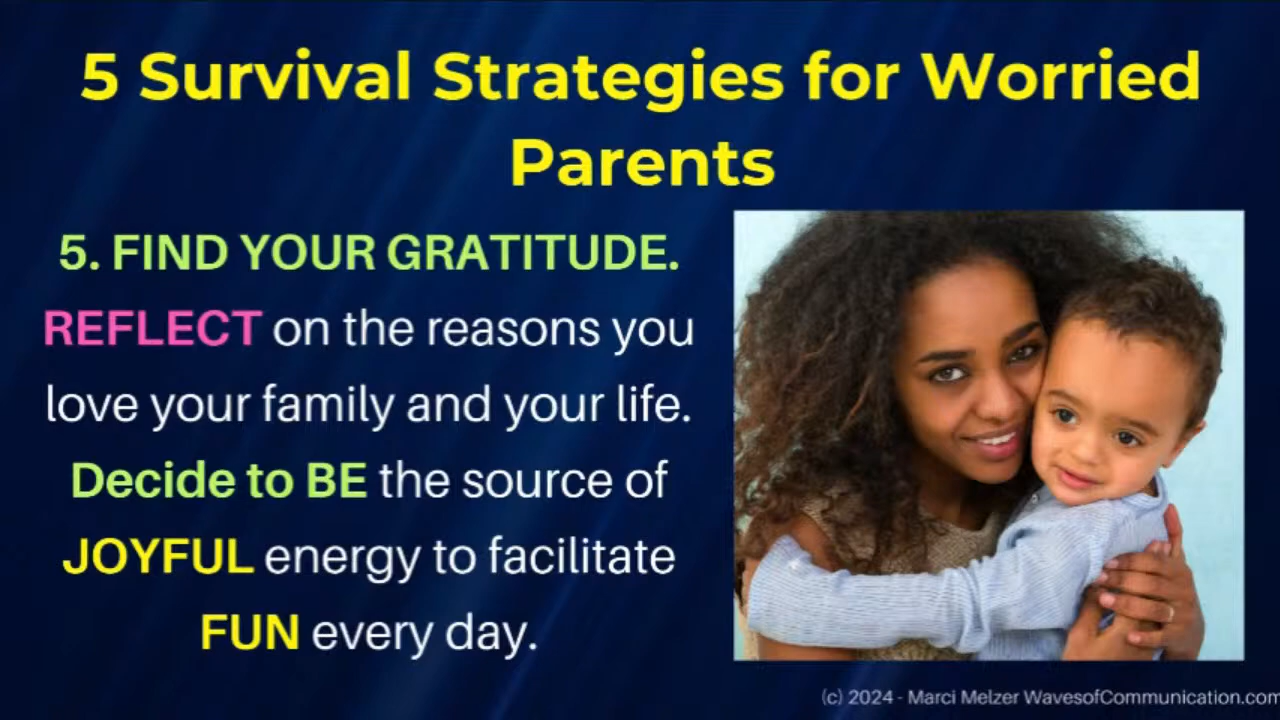 5 Survival Strategies for Worried
Parents
5. FIND YOUR GRATITUDE.
REFLECT on the reasons you
love your family and your life.
Decide to BE the source of
JOYFUL energy to facilitate
FUN every day.
(c) 2024 - Marci Melzer WavesofCommunication.com